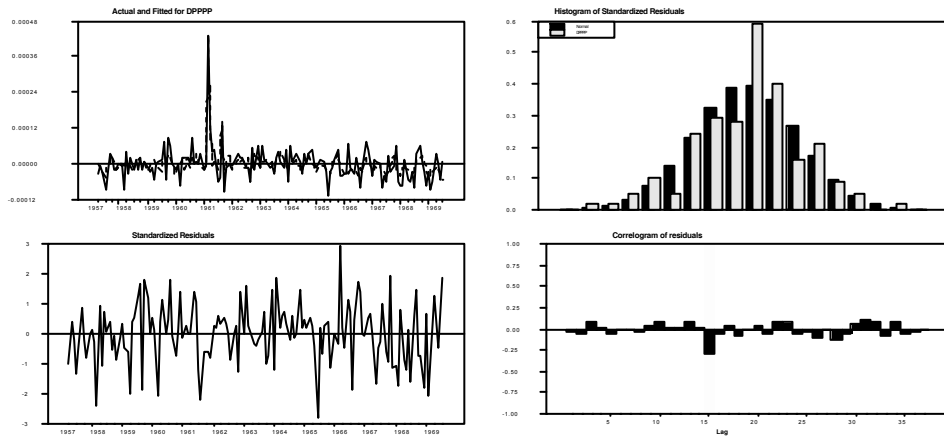 Actual and Fitted for DPPPP
0.00048
0.00036
0.00024
0.00012
0.00000
-0.00012
1957 1958 1959 1960 1961 1962 1963 1964 1965 1966 1967 1968 1969
Histogram of Standardized Residuals
Normal
DPPPP
0.6
0.5
0.4
0.3
0.2
0.1
0.0
Standardized Residuals
3
2
1
0
-1
-2
-3
1957 1958 1959 1960 1961 1962 1963 1964 1965 1966 1967 1968 1969
Correlogram of residuals
1.00
0.75
0.50
0.25
0.00
-0.25
-0.50
-0.75
-1.00
5 10 15 20 25 30 35
Lag